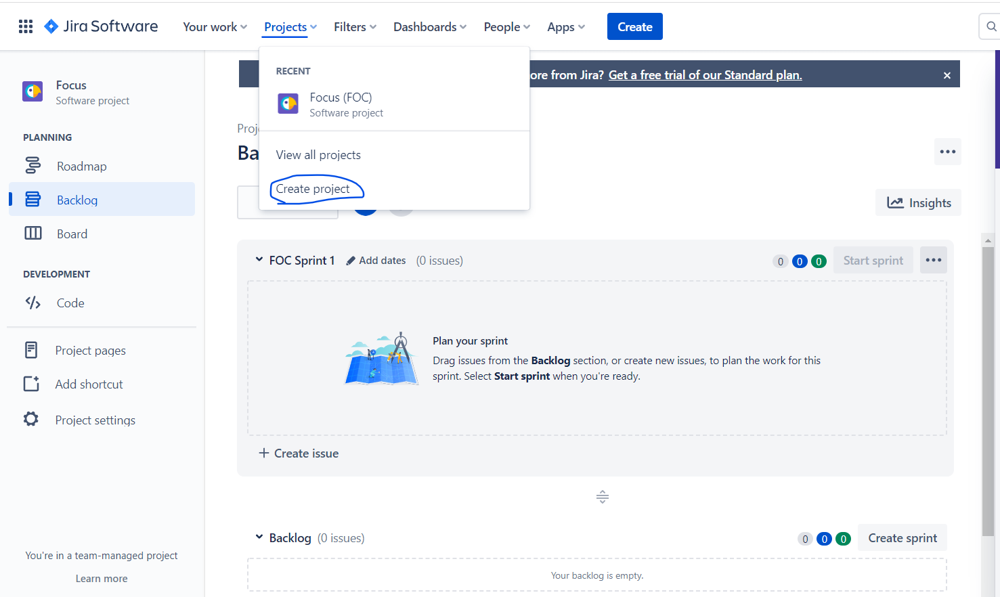 Jira Software Your work Projects Filters Dashboards People Apps Create
RECENT
Focus (FOC)
Software project
View all projects
Create project
ore from Jira? Get a free trial of our Standard plan.
Focus
Software project
PLANNING
Roadmap
Backlog
Board
DEVELOPMENT
Code
Project pages
Add shortcut
Project settings
You're in a team-managed project
Learn more
Proj
Ba
Insights
FOC Sprint 1 Add dates (0 issues) 0 0 0 Start sprint
Plan your sprint
Drag issues from the Backlog section, or create new issues, to plan the work for this
sprint. Select Start sprint when you're ready.
+ Create issue
Backlog (0 issues) 0 0 0 Create sprint
Your backlog is empty.